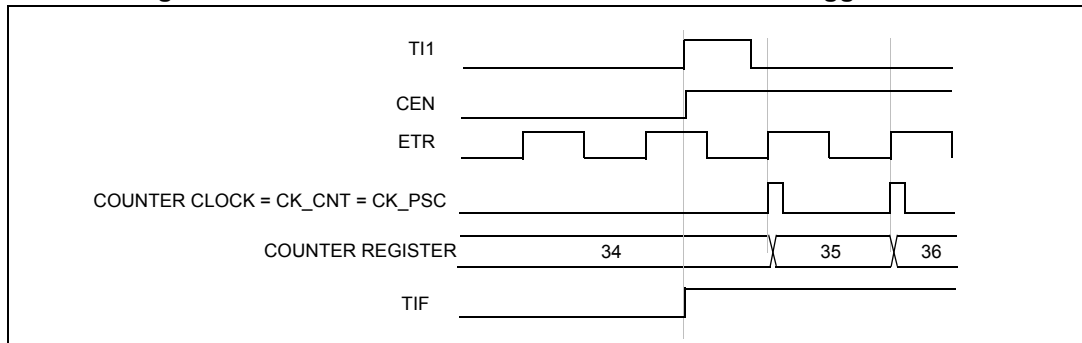 TI1
CEN
ETR
COUNTER CLOCK = CK_CNT = CK_PSC
COUNTER REGISTER 34 35 36
TIF